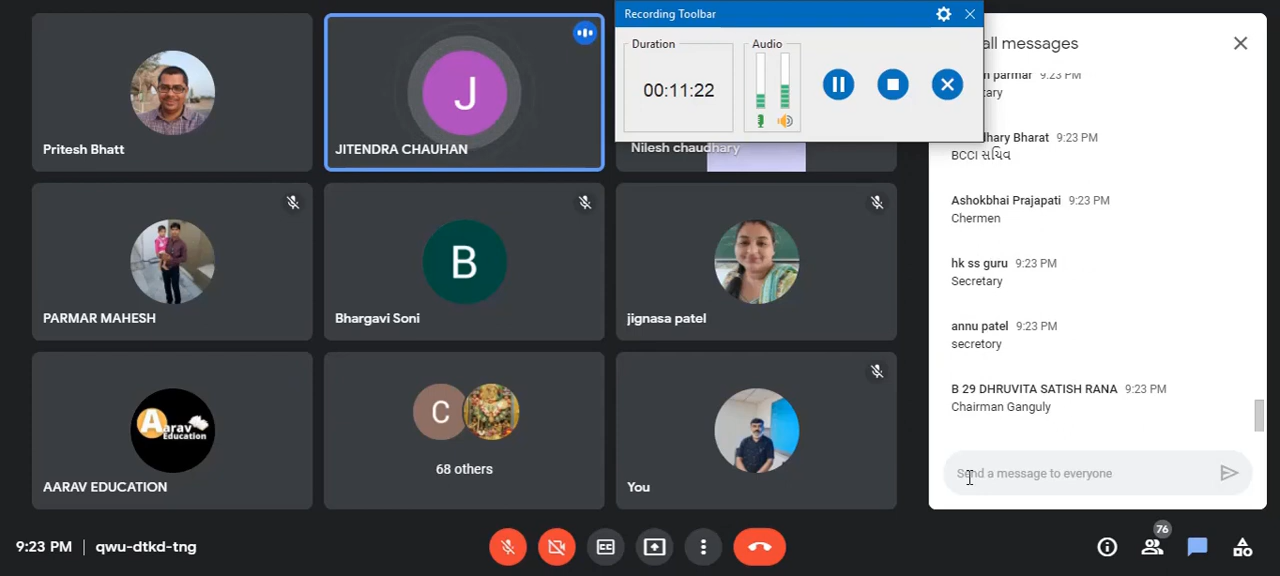 Recording Toolbar
Duration
Audio
00:11:22
all messages
Pritesh Bhatt
J
JITENDRA CHAUHAN
Nilesh chaudhary
parmar 9:23 PM
Bharat 9:23 PM
BCCI સચિવ
Ashokbhai Prajapati 9:23 PM
Chermen
hk ss guru 9:23 PM
Secretary
annu patel 9:23 PM
secretory
B 29 DHRUVITA SATISH RANA 9:23 PM
Chairman Ganguly
PARMAR MAHESH
B
Bhargavi Soni
jignasa patel
Aarav
Education
AARAV EDUCATION
C
68 others
You
Send a message to everyone
9:23 PM | qwu-dtkd-tng
CC
76